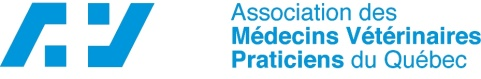 Association des
Médecins Vétérinaires
Praticiens du Québec